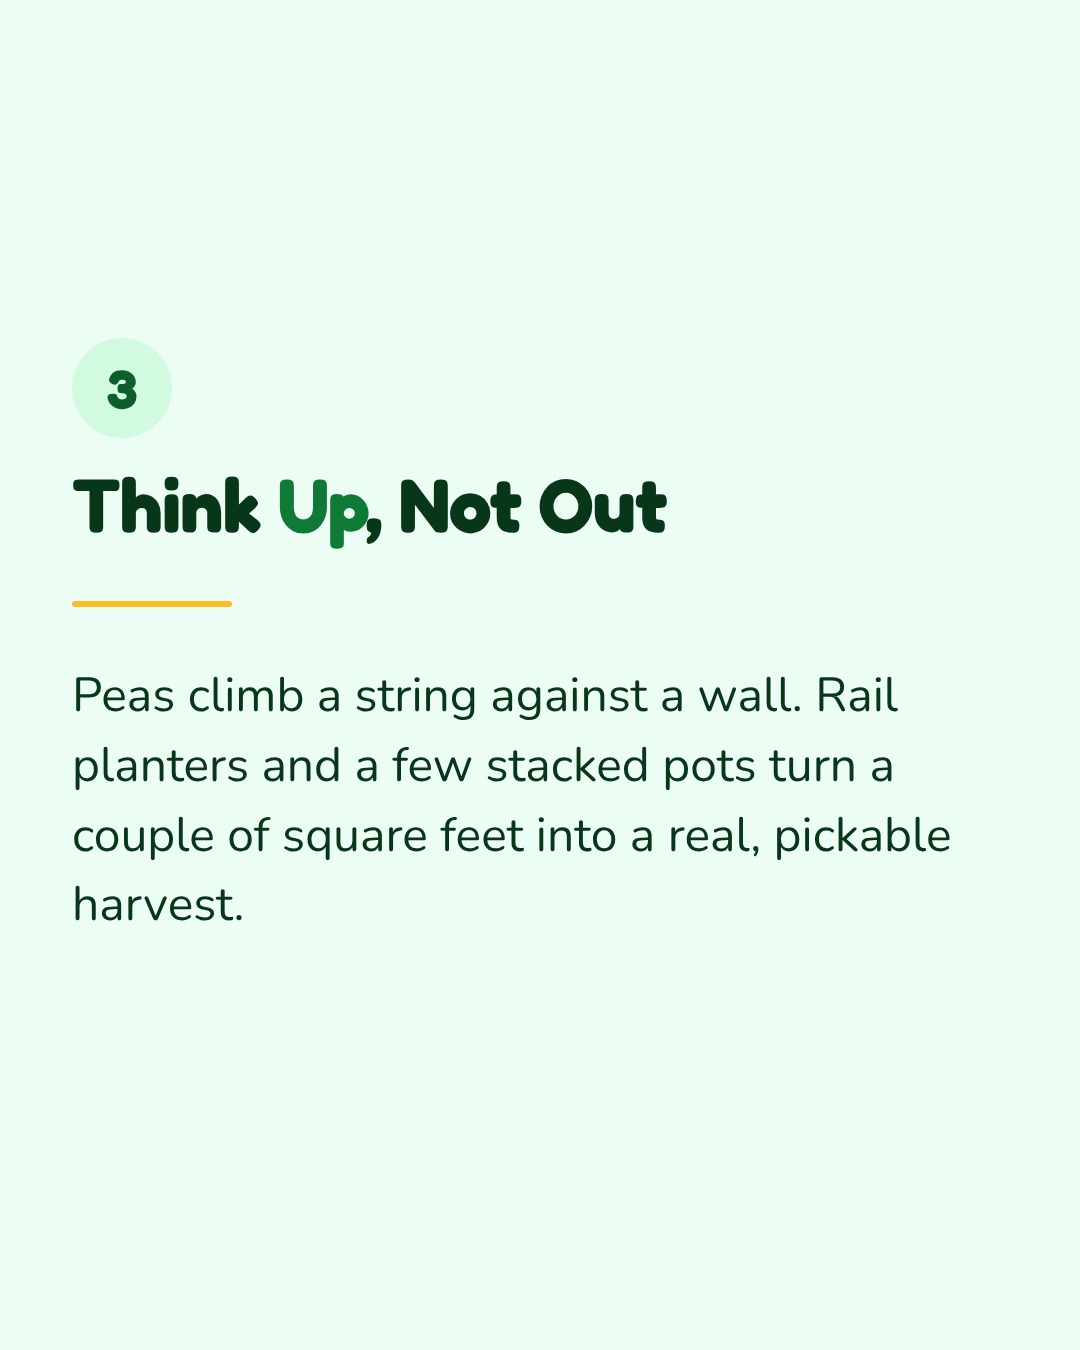 3
Think Up, Not Out
Peas climb a string against a wall. Rail
planters and a few stacked pots turn a
couple of square feet into a real, pickable
harvest.